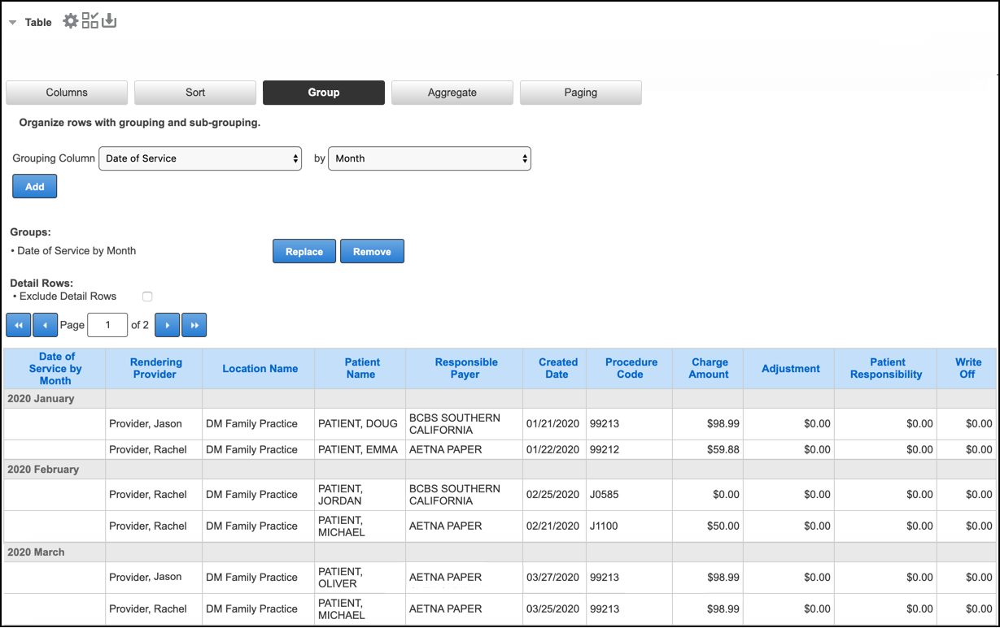 Table
Columns Sort Group Aggregate Paging
Organize rows with grouping and sub-grouping.
Grouping Column Date of Service by Month
Add
Groups:
• Date of Service by Month Replace Remove
Detail Rows:
• Exclude Detail Rows
Page 1 of 2
Date of Service by Month Rendering Provider Location Name Patient Name Responsible Payer Created Date Procedure Code Charge Amount Adjustment Patient Responsibility Write Off
2020 January
Provider, Jason DM Family Practice PATIENT, DOUG BCBS SOUTHERN CALIFORNIA 01/21/2020 99213 $98.99 $0.00 $0.00 $0.00
Provider, Rachel DM Family Practice PATIENT, EMMA AETNA PAPER 01/22/2020 99212 $59.88 $0.00 $0.00 $0.00
2020 February
Provider, Rachel DM Family Practice PATIENT, JORDAN BCBS SOUTHERN CALIFORNIA 02/25/2020 J0585 $0.00 $0.00 $0.00 $0.00
Provider, Rachel DM Family Practice PATIENT, MICHAEL AETNA PAPER 02/21/2020 J1100 $50.00 $0.00 $0.00 $0.00
2020 March
Provider, Jason DM Family Practice PATIENT, OLIVER AETNA PAPER 03/27/2020 99213 $98.99 $0.00 $0.00 $0.00
Provider, Rachel DM Family Practice PATIENT, MICHAEL AETNA PAPER 03/25/2020 99213 $98.99 $0.00 $0.00 $0.00